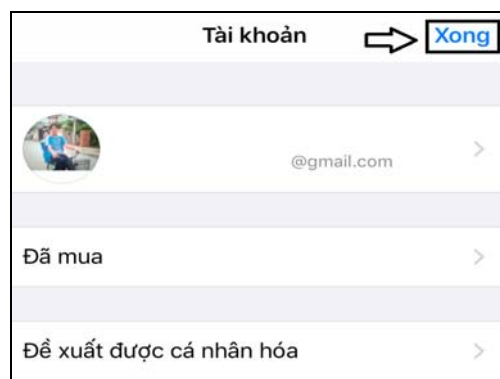 Tài khoản Xong
@gmail.com
Đã mua
Đề xuất được cá nhân hóa